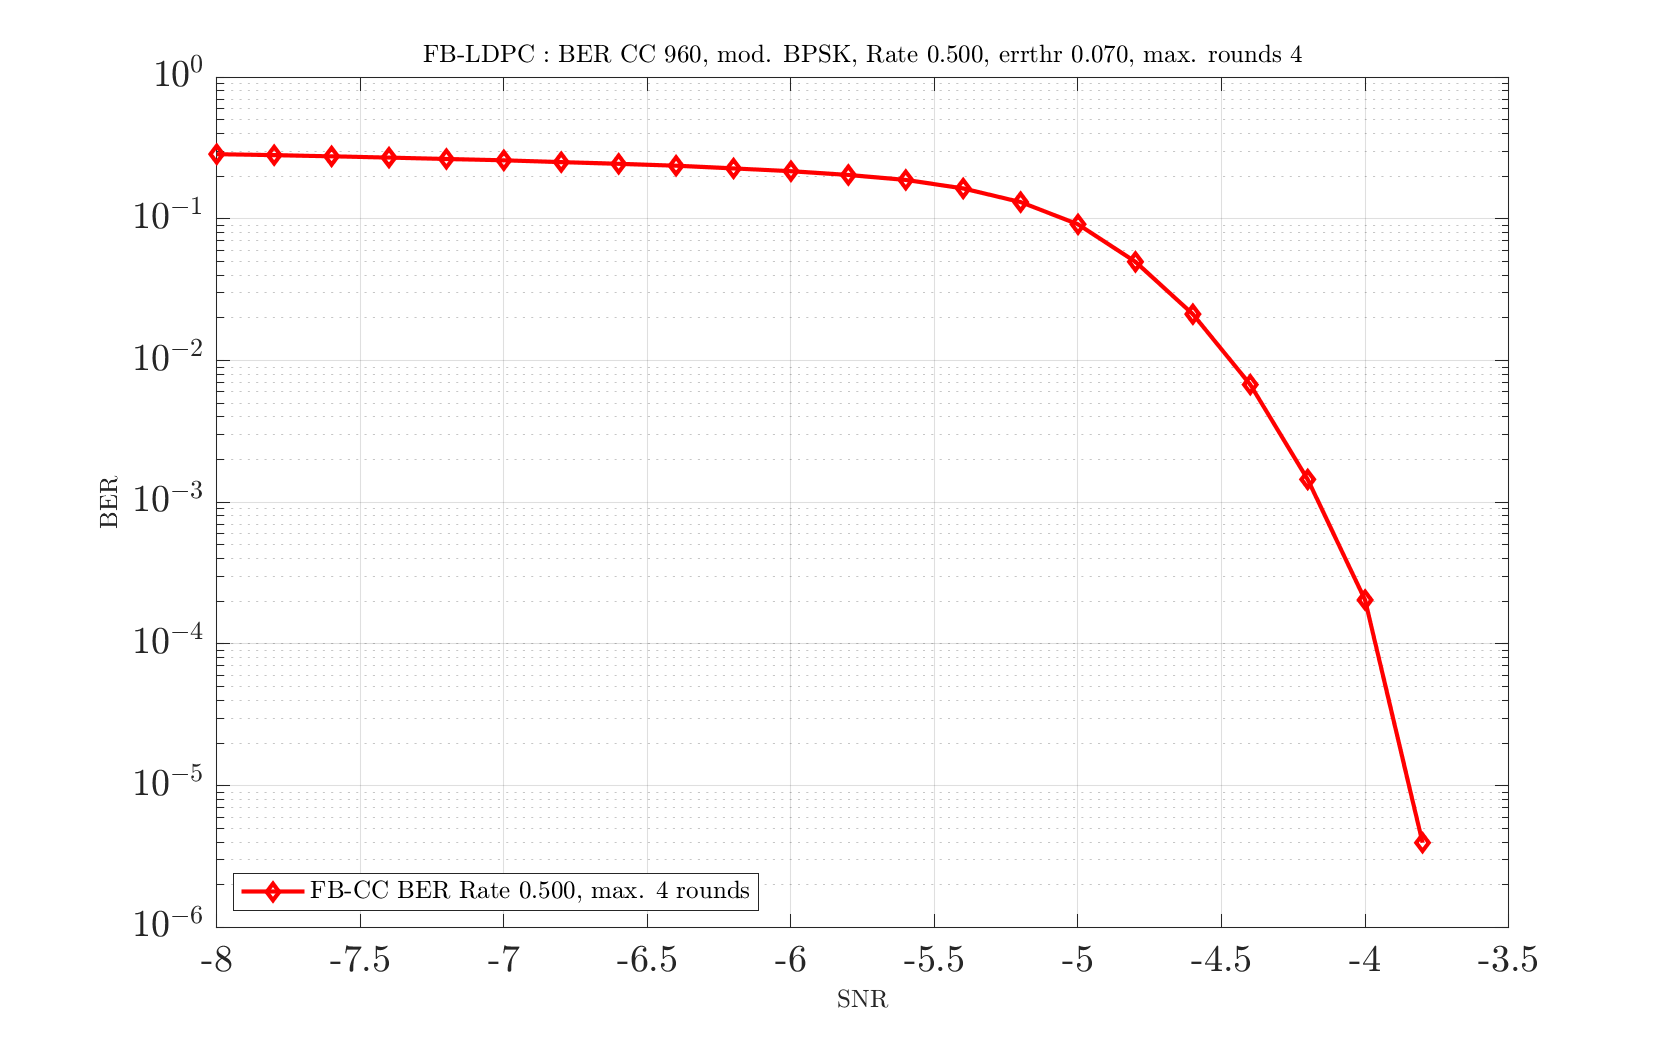 FB-LDPC : BER CC 960, mod. BPSK, Rate 0.500, errthr 0.070, max. rounds 4
10^0
10^-1
10^-2
10^-3
10^-4
10^-5
10^-6
BER
FB-CC BER Rate 0.500, max. 4 rounds
-8 -7.5 -7 -6.5 -6 -5.5 -5 -4.5 -4 -3.5
SNR